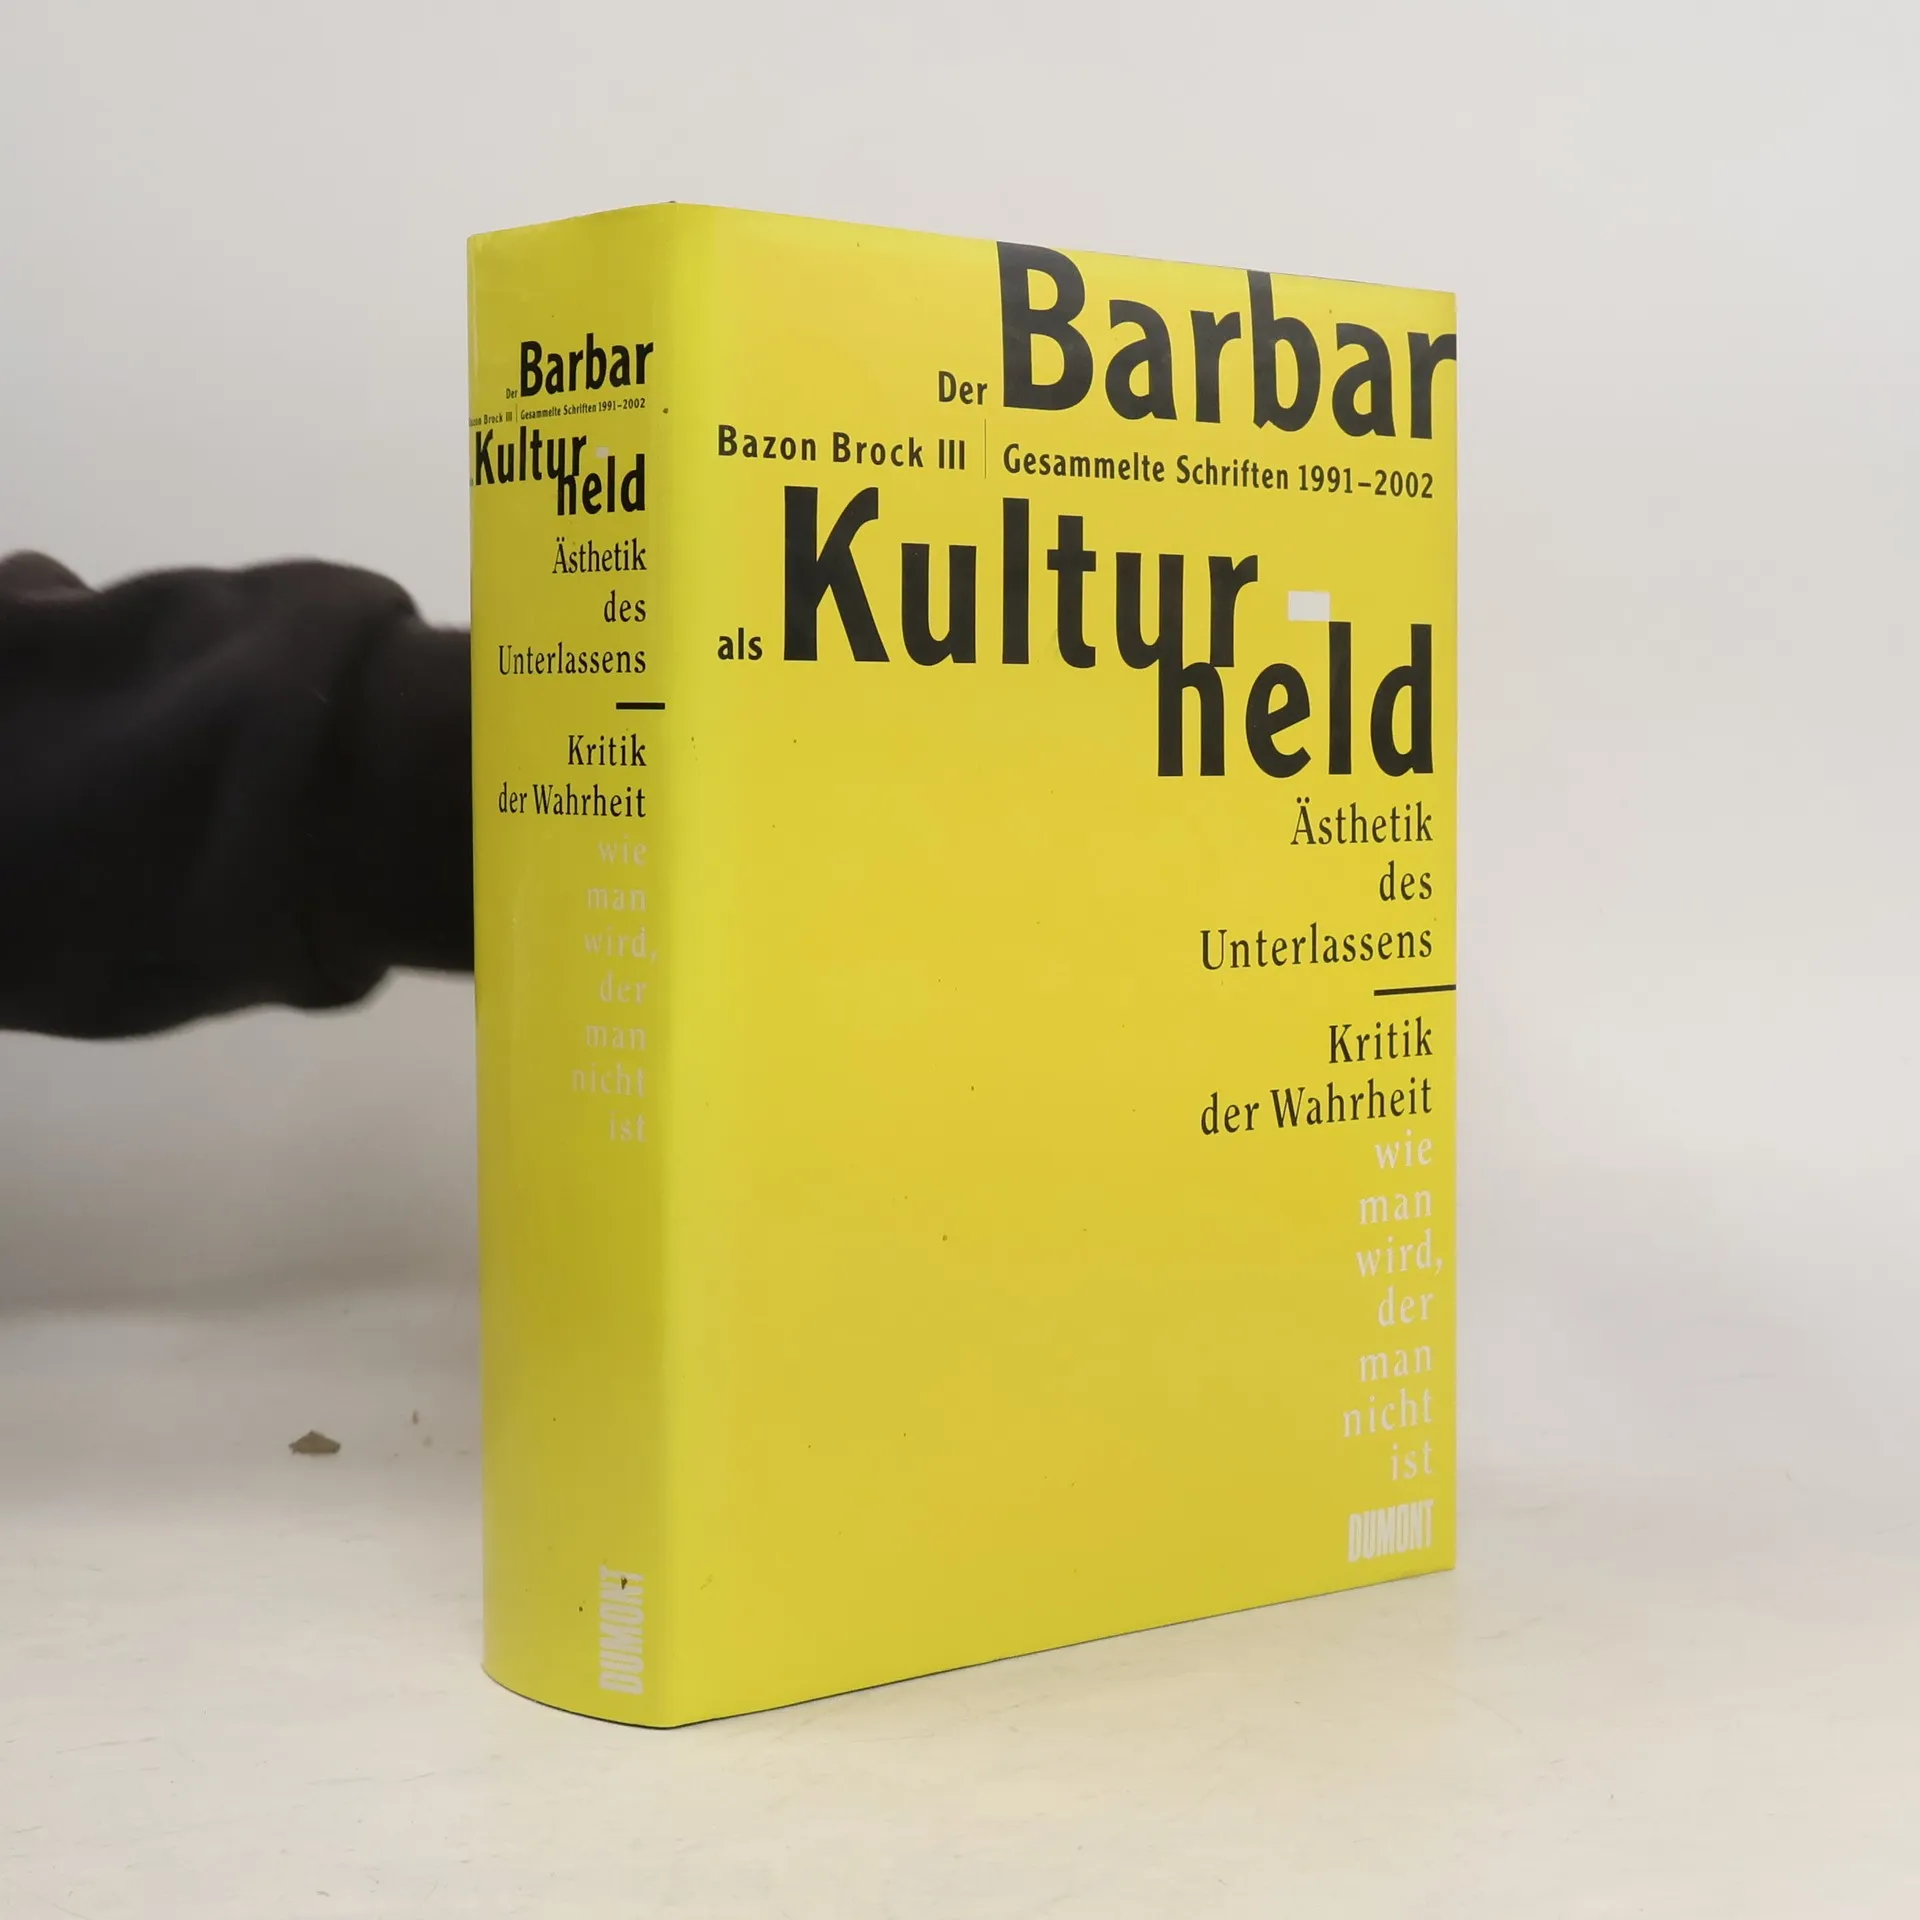 Der Barbar
Bazon Brock III | Gesammelte Schriften 1991–2002
Kultur
held
Ästhetik
des
Unterlassens
Kritik
der Wahrheit
wie
man
wird,
der
man
nicht
ist
DUMONT
Der Barbar
Bazon Brock III | Gesammelte Schriften 1991–2002
als Kultur
held
Ästhetik
des
Unterlassens
Kritik
der Wahrheit
wie
man
wird,
der
man
nicht
ist
DUMONT